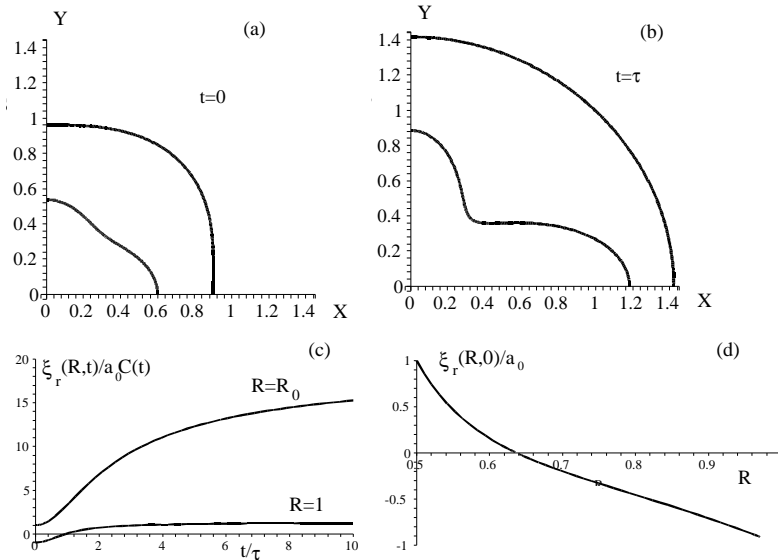 Y
(a)
1.4
1.2
t=0
1
0.8
0.6
0.4
0.2
0
0 0.2 0.4 0.6 0.8 1 1.2 1.4
X
Y
(b)
1.4
t=τ
1.2
1
0.8
0.6
0.4
0.2
0
0 0.2 0.4 0.6 0.8 1 1.2 1.4
X
20
(c)
ξr(R,t)/a0C(t)
15
R=R0
10
5
R=1
0
0 2 4 6 8 10
t/τ
1
ξr(R,0)/a0
(d)
0.5
0
0.5 0.6 0.7 0.8 0.9
R
-0.5
-1